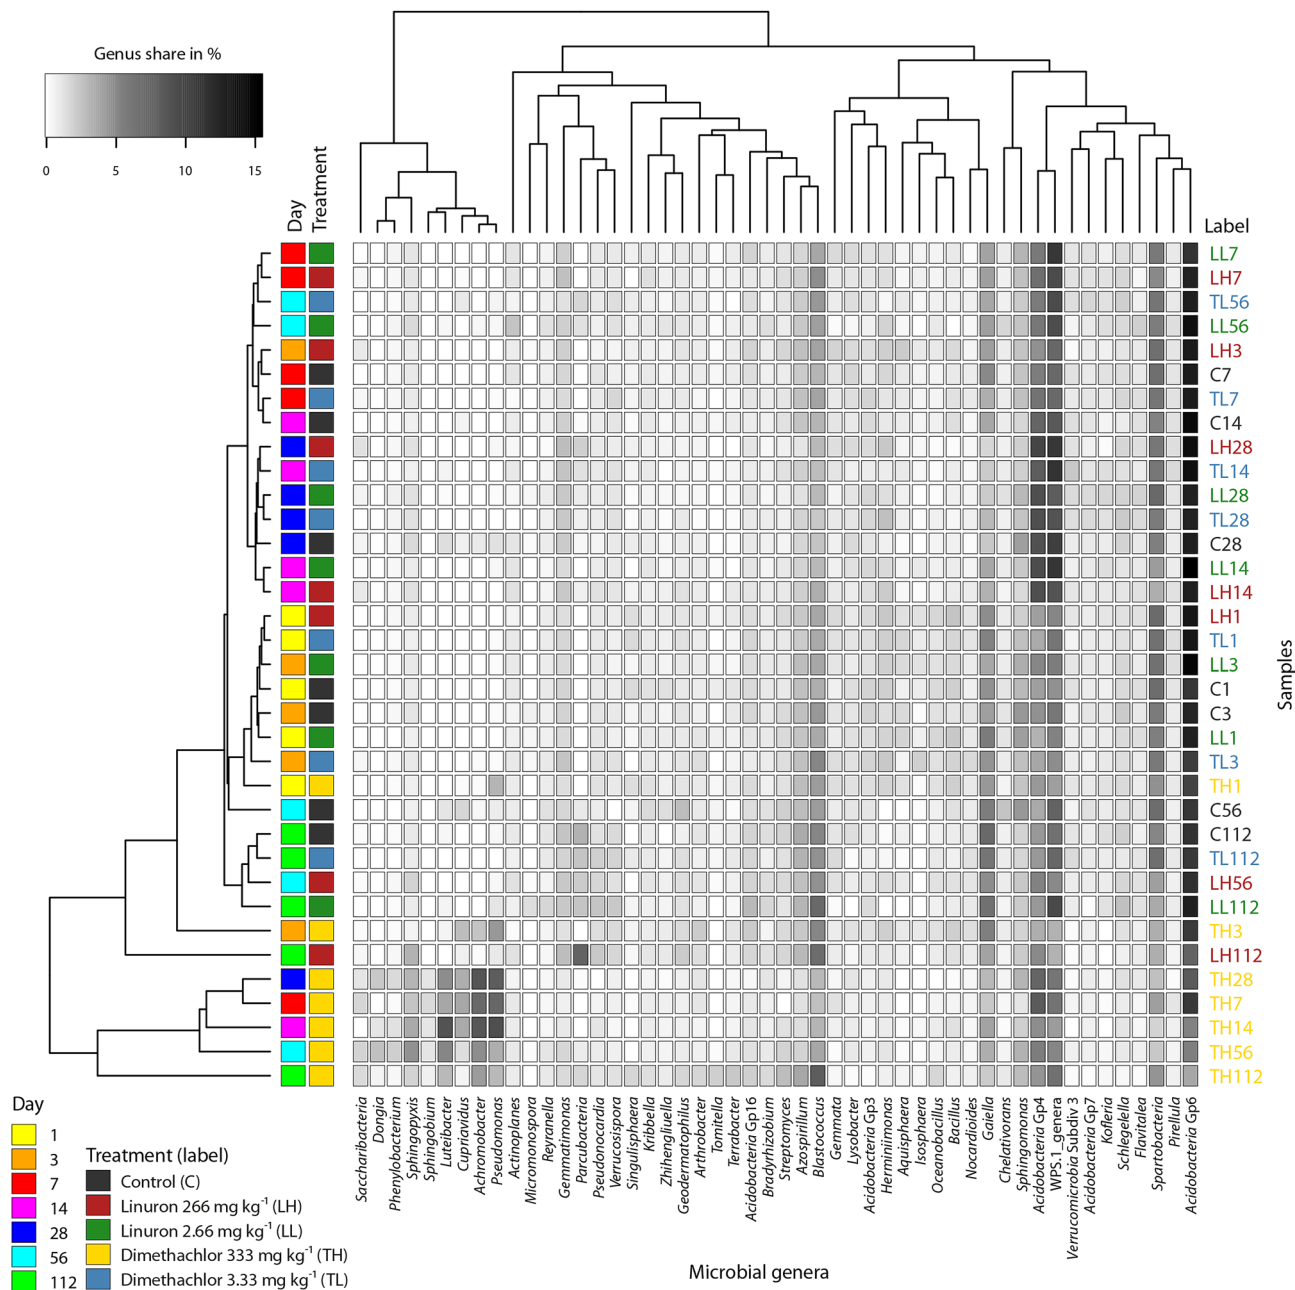 Genus share in %
0 5 10 15
Day
Treatment
Label
LL7
LH7
TL56
LL56
LH3
C7
TL7
C14
LH28
TL14
LL28
TL28
C28
LL14
LH14
LH1
TL1
LL3
C1
C3
LL1
TL3
TH1
C56
C112
TL112
LH56
LL112
TH3
LH112
TH28
TH7
TH14
TH56
TH112
Samples
Saccharibacteria
Dongia
Phenylobacterium
Sphingopyxis
Sphingobium
Luteibacter
Cupriavidus
Achromobacter
Pseudomonas
Actinoplanes
Micromonospora
Reyranella
Gemmatimonas
Parcubacteria
Pseudonocardia
Verrucosispora
Singulisphaera
Kribbella
Zhihengliuella
Geodermatophilus
Arthrobacter
Tomitella
Terrabacter
Acidobacteria Gp16
Bradyrhizobium
Streptomyces
Azospirillum
Blastococcus
Gemmata
Lysobacter
Acidobacteria Gp3
Herminiimonas
Aquisphaera
Isosphaera
Oceanobacillus
Bacillus
Nocardioides
Gaiella
Chelativorans
Sphingomonas
Acidobacteria Gp4
WPS.1_genera
Verrucomicrobia Subdiv 3
Acidobacteria Gp7
Kofleria
Schlegelella
Flavitalea
Spartobacteria
Pirellula
Acidobacteria Gp6
Microbial genera
Day
1
3
7
14
28
56
112
Treatment (label)
Control (C)
Linuron 266 mg kg⁻¹ (LH)
Linuron 2.66 mg kg⁻¹ (LL)
Dimethachlor 333 mg kg⁻¹ (TH)
Dimethachlor 3.33 mg kg⁻¹ (TL)